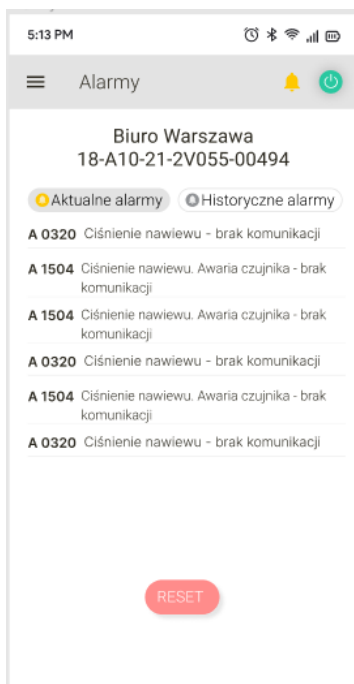 5:13 PM
Alarmy
Biuro Warszawa
18-A10-21-2V055-00494
Aktualne alarmy Historyczne alarmy
A 0320 Ciśnienie nawiewu - brak komunikacji
A 1504 Ciśnienie nawiewu. Awaria czujnika - brak
komunikacji
A 1504 Ciśnienie nawiewu. Awaria czujnika - brak
komunikacji
A 0320 Ciśnienie nawiewu - brak komunikacji
A 1504 Ciśnienie nawiewu. Awaria czujnika - brak
komunikacji
A 0320 Ciśnienie nawiewu - brak komunikacji
RESET